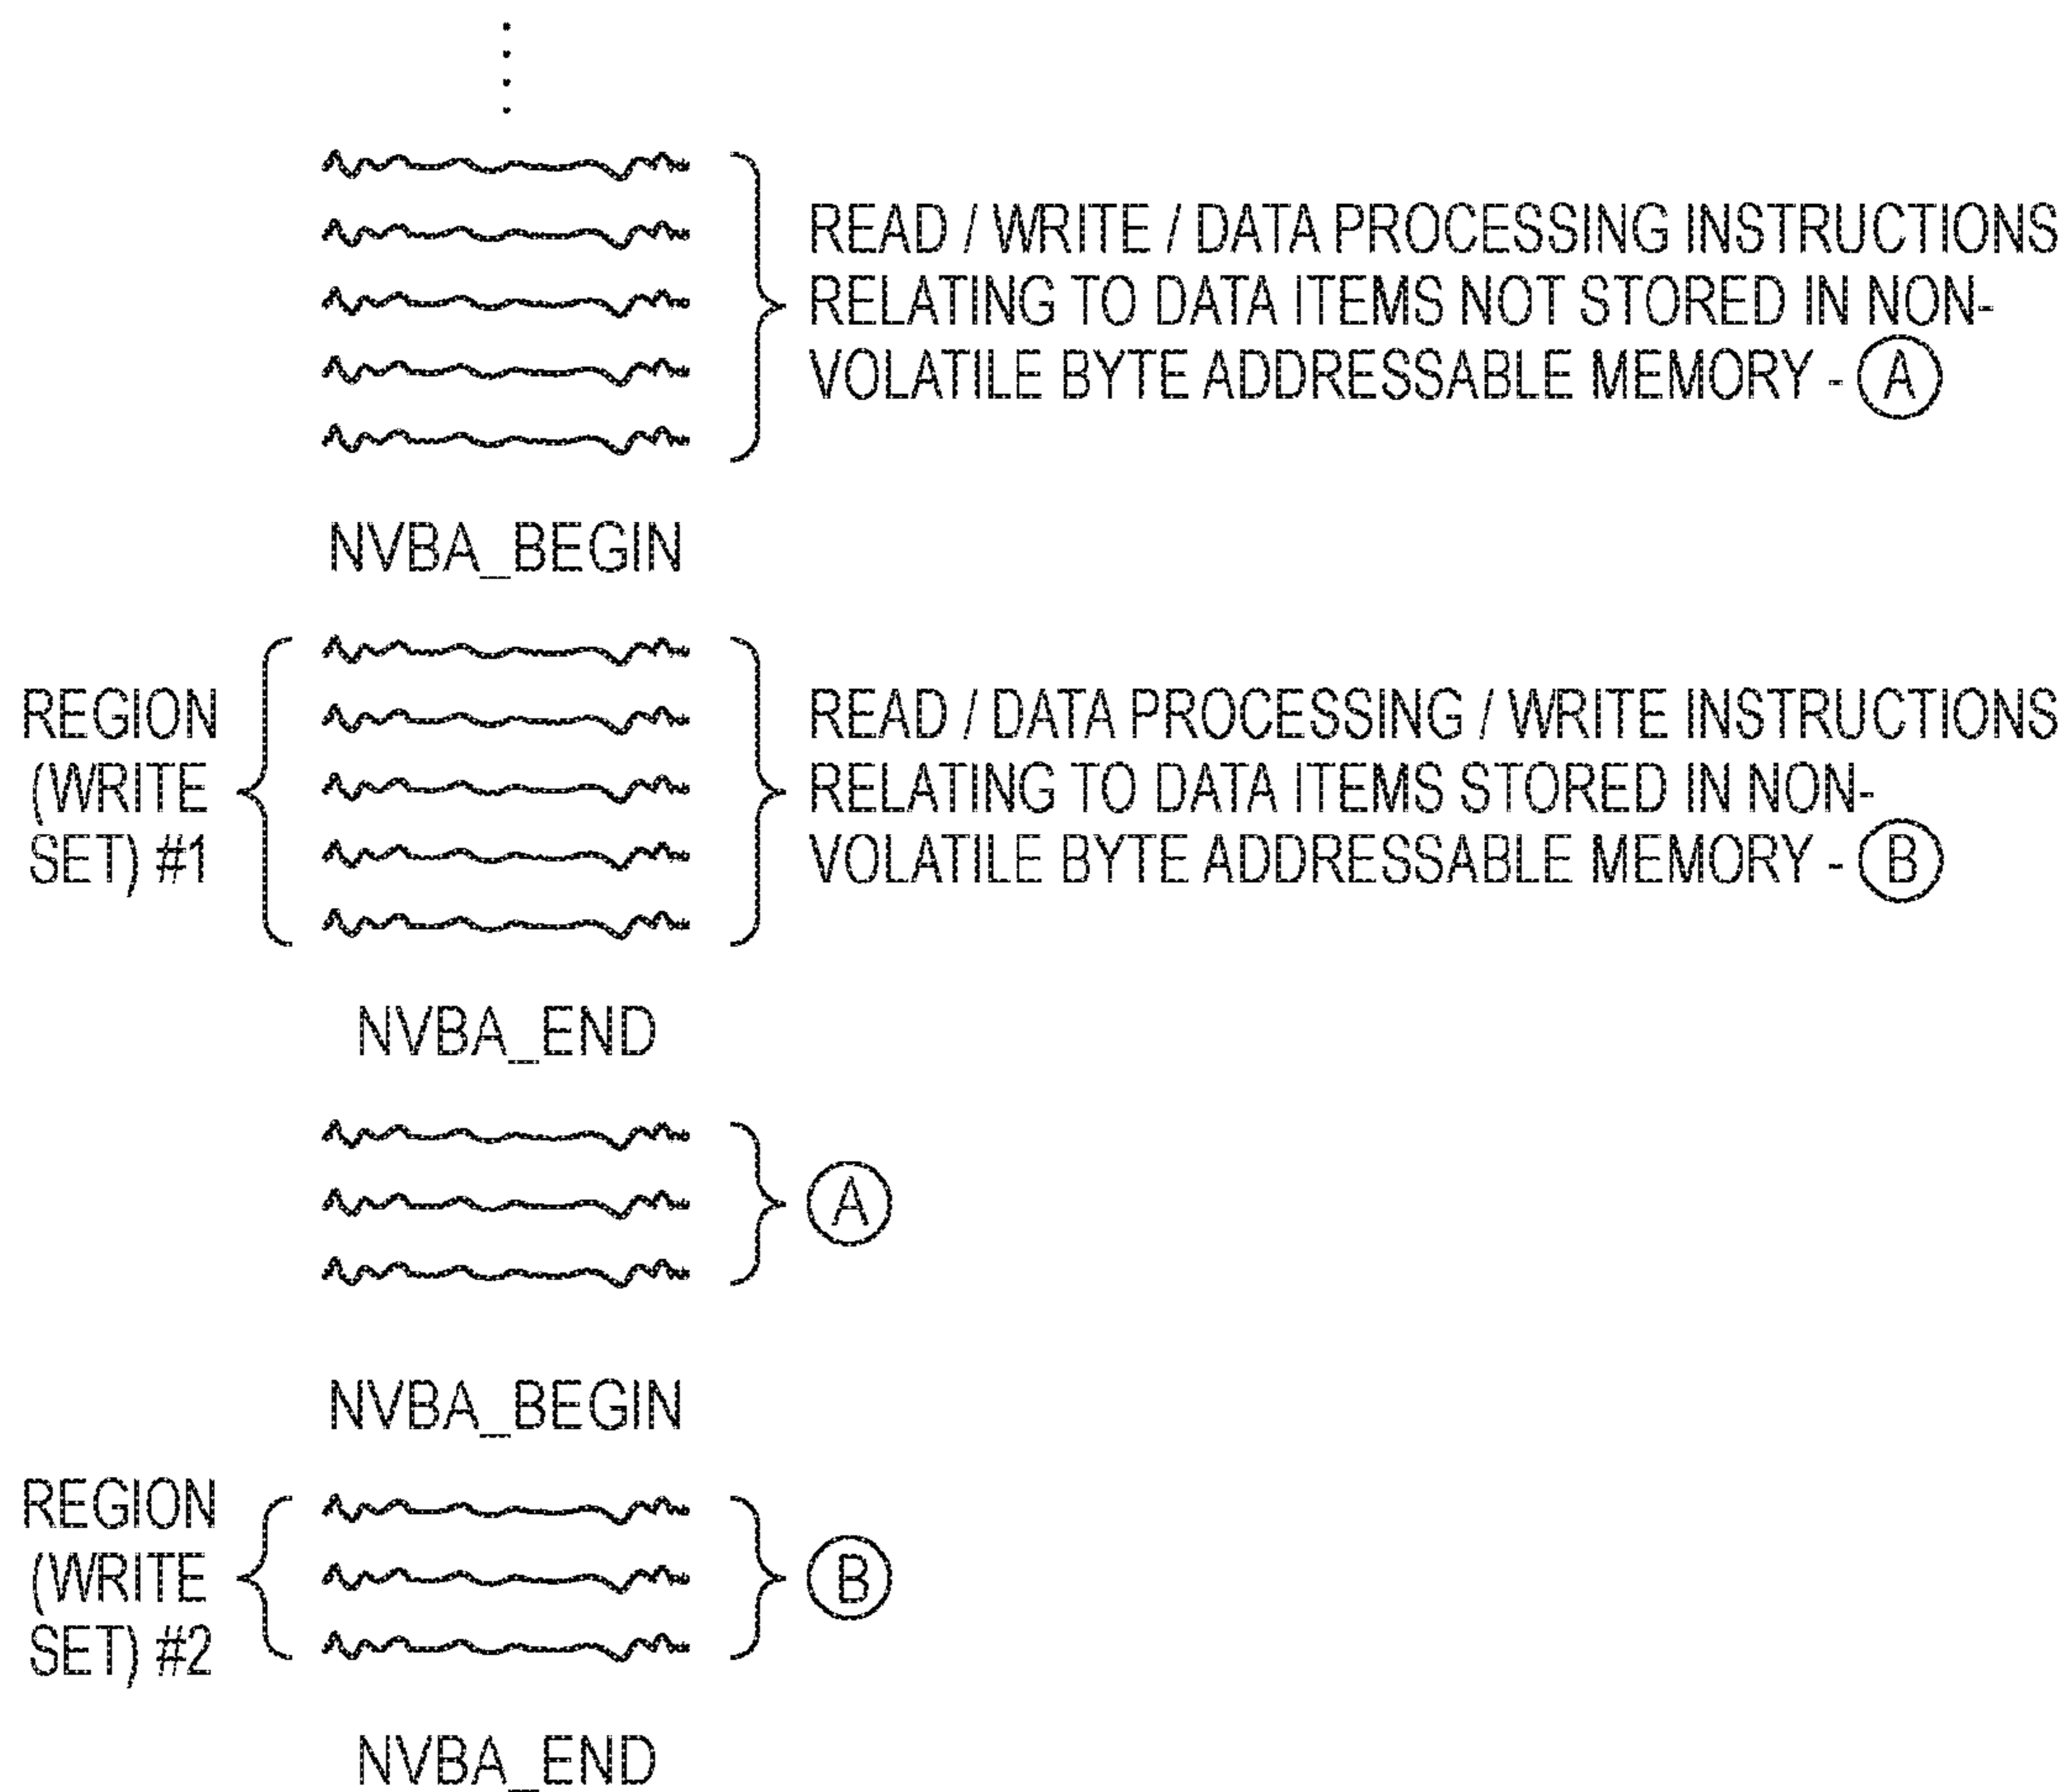 READ / WRITE / DATA PROCESSING INSTRUCTIONS
RELATING TO DATA ITEMS NOT STORED IN NON-
VOLATILE BYTE ADDRESSABLE MEMORY - A
NVBA_BEGIN
REGION
(WRITE
SET) #1
READ / DATA PROCESSING / WRITE INSTRUCTIONS
RELATING TO DATA ITEMS STORED IN NON-
VOLATILE BYTE ADDRESSABLE MEMORY - B
NVBA_END
A
NVBA_BEGIN
REGION
(WRITE
SET) #2
B
NVBA_END